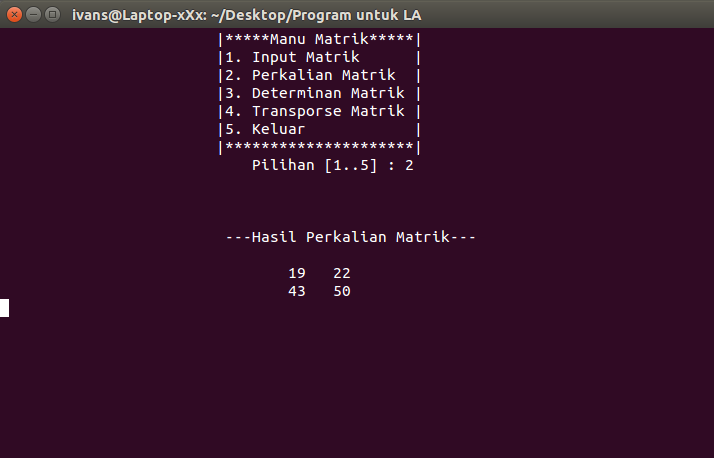 ivans@Laptop-xXx: ~/Desktop/Program untuk LA
|*****Manu Matrik*****|
|1. Input Matrik      |
|2. Perkalian Matrik  |
|3. Determinan Matrik |
|4. Transporse Matrik |
|5. Keluar            |
|*********************|
Pilihan [1..5] : 2
---Hasil Perkalian Matrik---
19   22
43   50